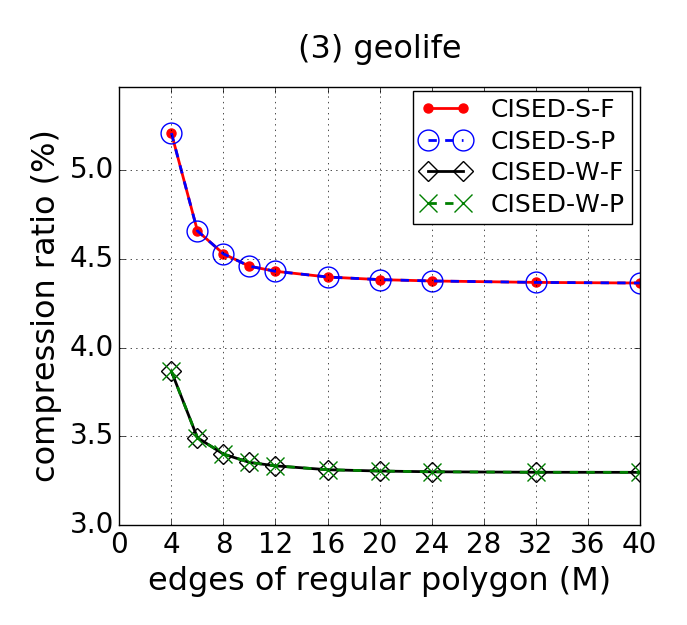 (3) geolife
CISED-S-F
CISED-S-P
CISED-W-F
CISED-W-P
compression ratio (%)
5.0
4.5
4.0
3.5
3.0
0 4 8 12 16 20 24 28 32 36 40
edges of regular polygon (M)